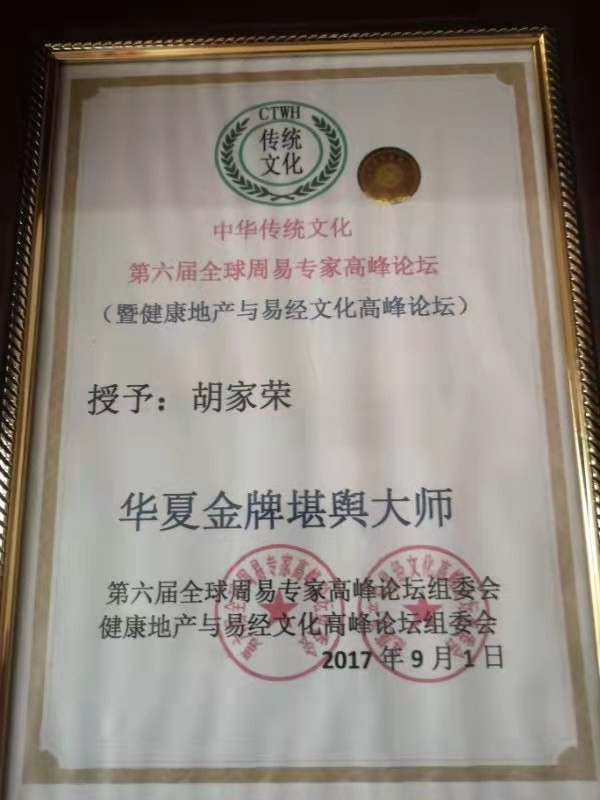 CTWH
传统
文化
中华传统文化
第六届全球周易专家高峰论坛
（暨健康地产与易经文化高峰论坛）
授予：胡家荣
华夏金牌堪舆大师
第六届全球周易专家高峰论坛组委会
健康地产与易经文化高峰论坛组委会
2017年9月1日